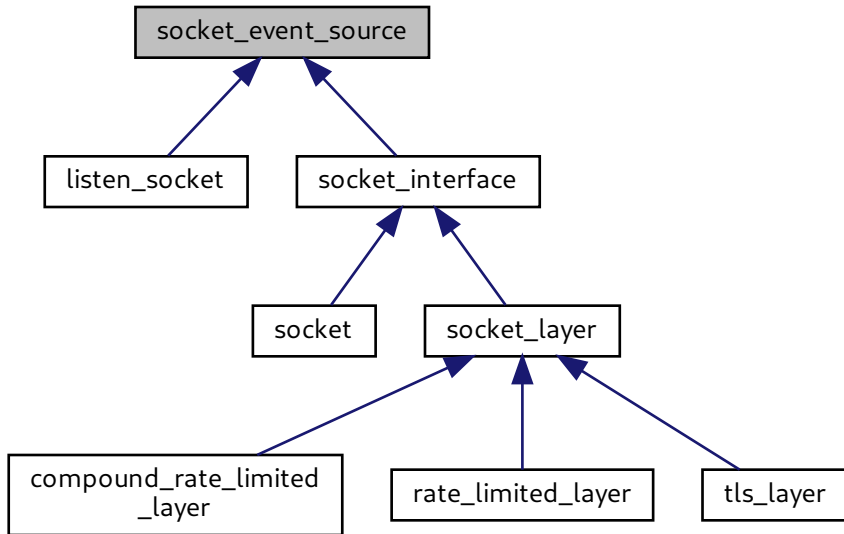 socket_event_source
listen_socket
socket_interface
socket
socket_layer
compound_rate_limited
_layer
rate_limited_layer
tls_layer